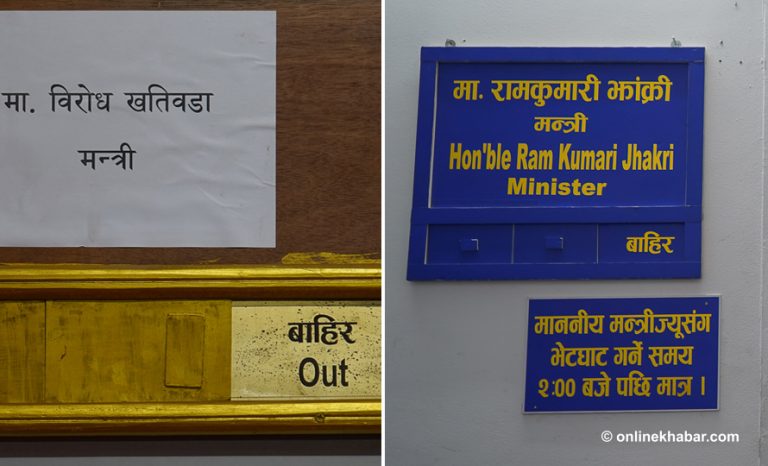 मा. विरोध खतिवडा
मन्त्री
बाहिर
Out
मा. रामकुमारी झांक्री
मन्त्री
Hon'ble Ram Kumari Jhakri
Minister
बाहिर
माननीय मन्त्रीज्यूसंग
भेटघाट गर्ने समय
२:00 बजे पछि मात्र ।
© onlinekhabar.com